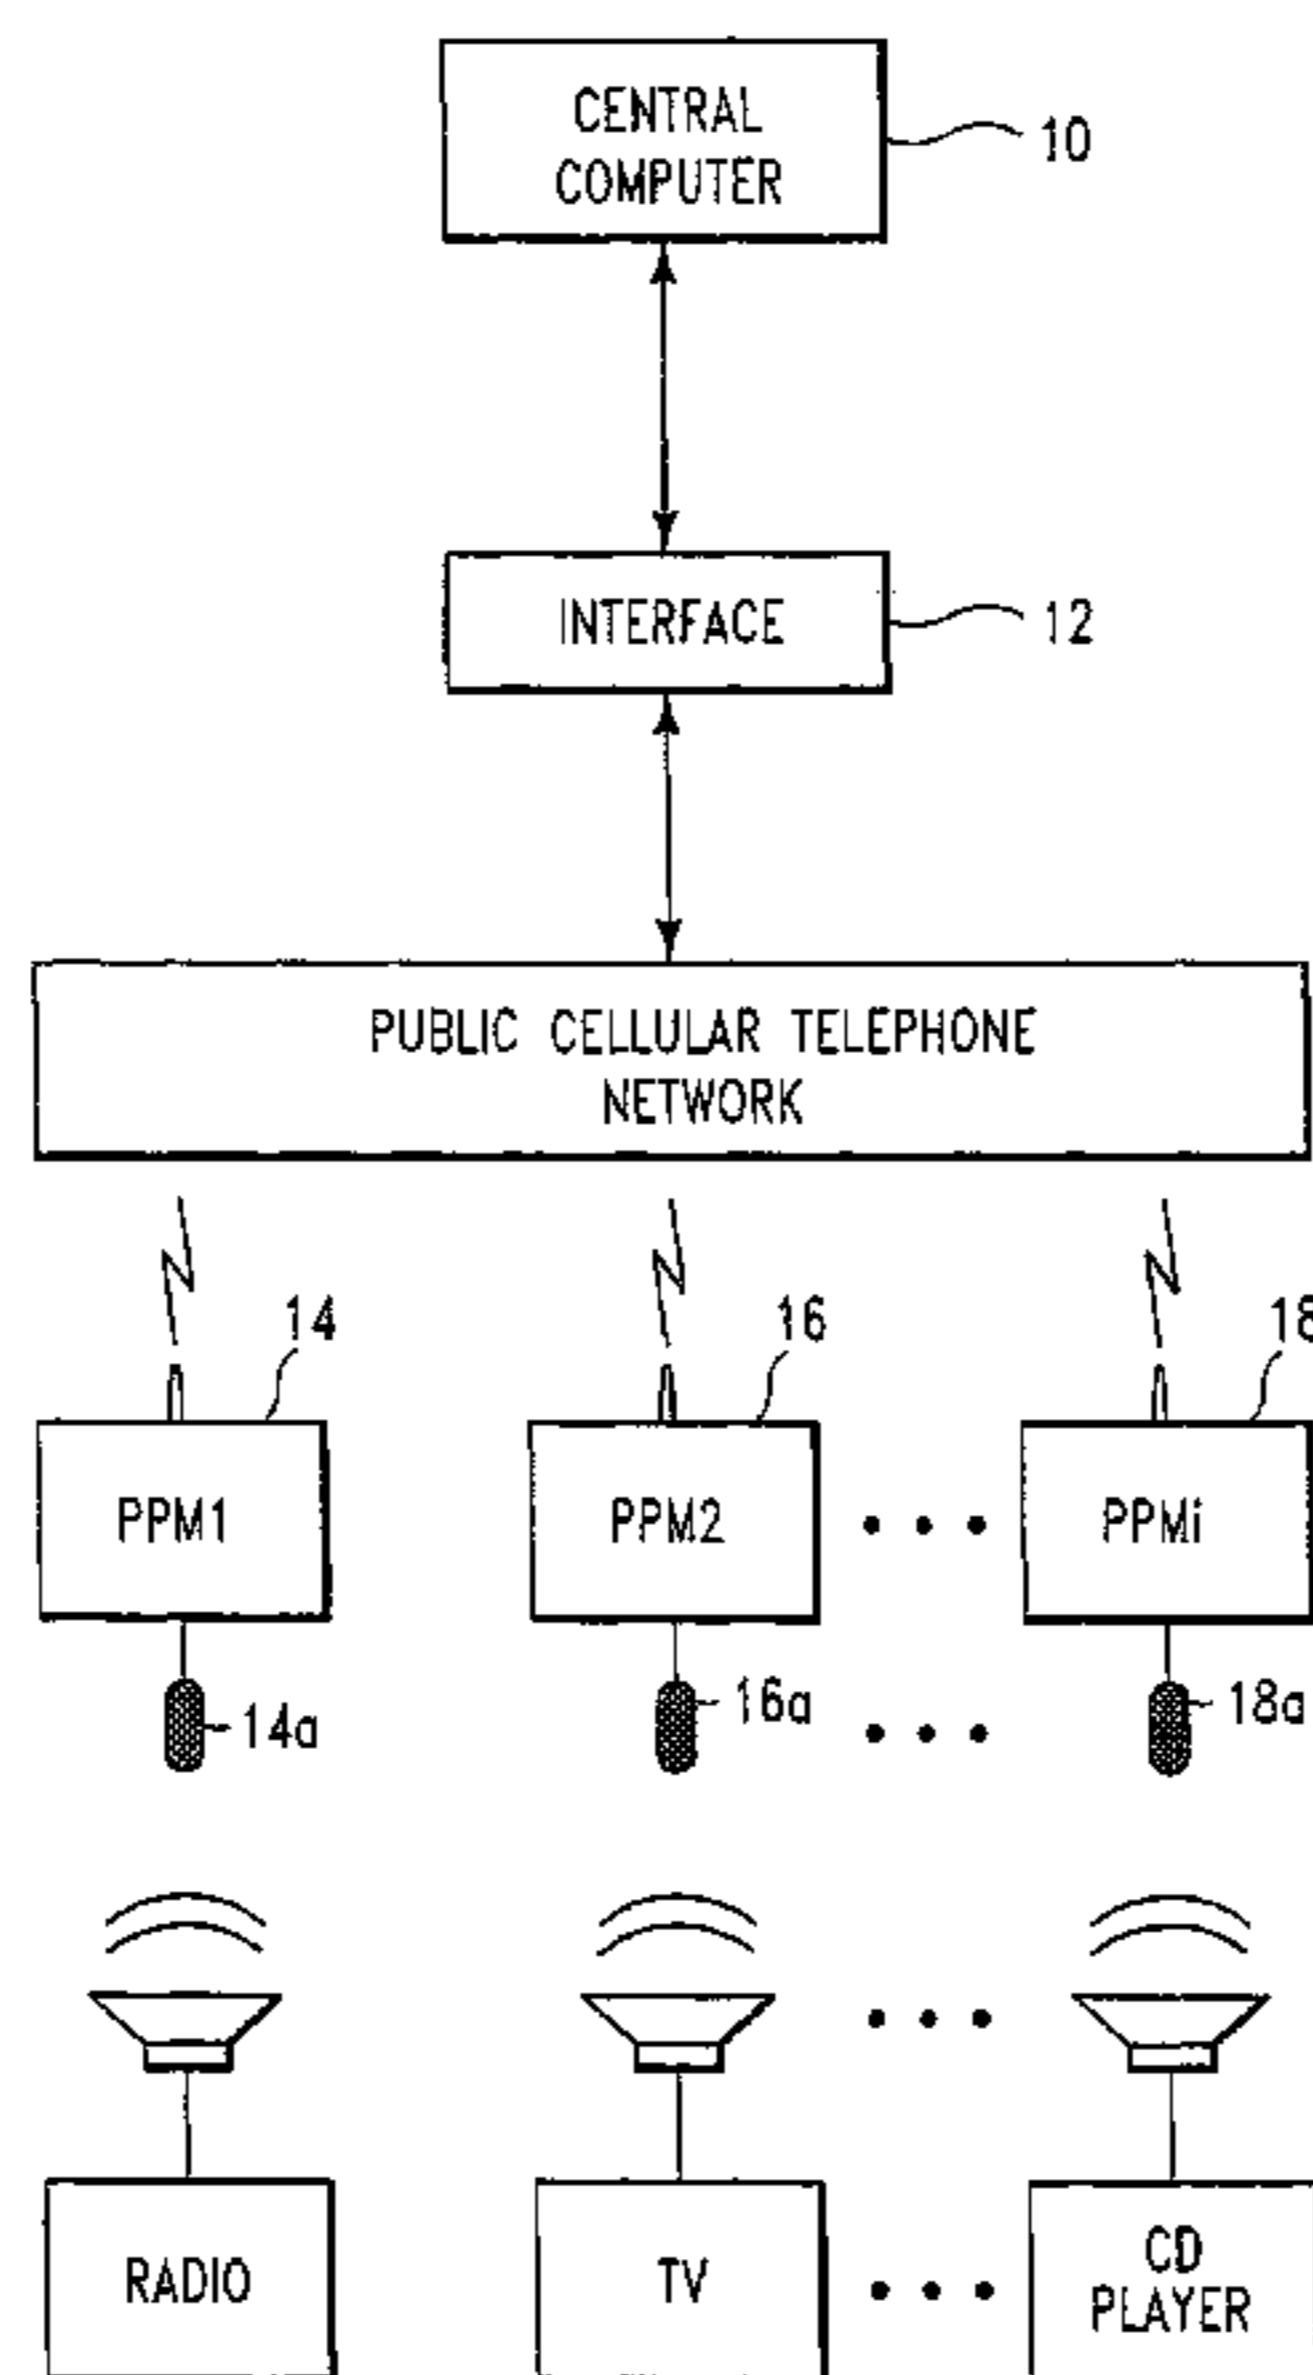 CENTRAL
COMPUTER
10
INTERFACE
12
PUBLIC CELLULAR TELEPHONE
NETWORK
14
16
18
PPM1
PPM2
PPMi
14a
16a
18a
RADIO
TV
CD
PLAYER